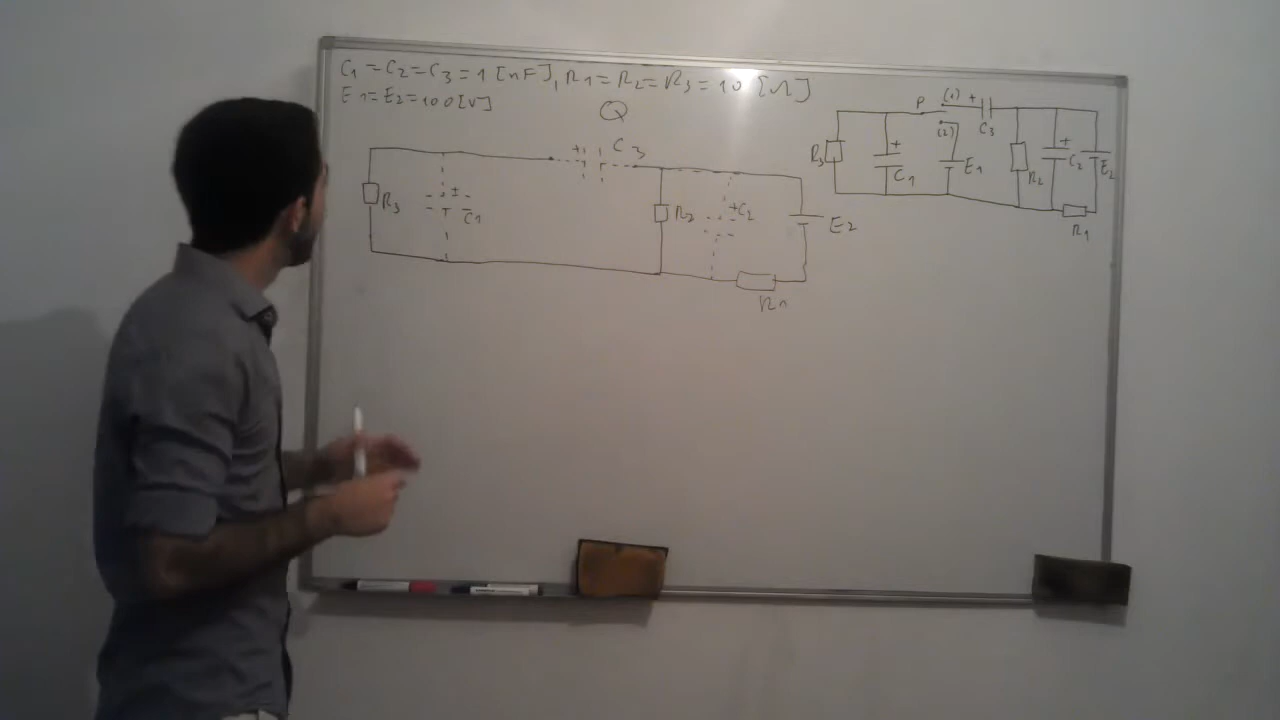 C1=C2=C3=1[nF], R1=R2=R3=10 [Ω]
E1=E2=100[V]
Q
+ C3
R3
+
C1
R2
+C2
E2
R1
P (1) +
C3
(2)
R3
+
C1
E1
R2
+
C2
E2
R1